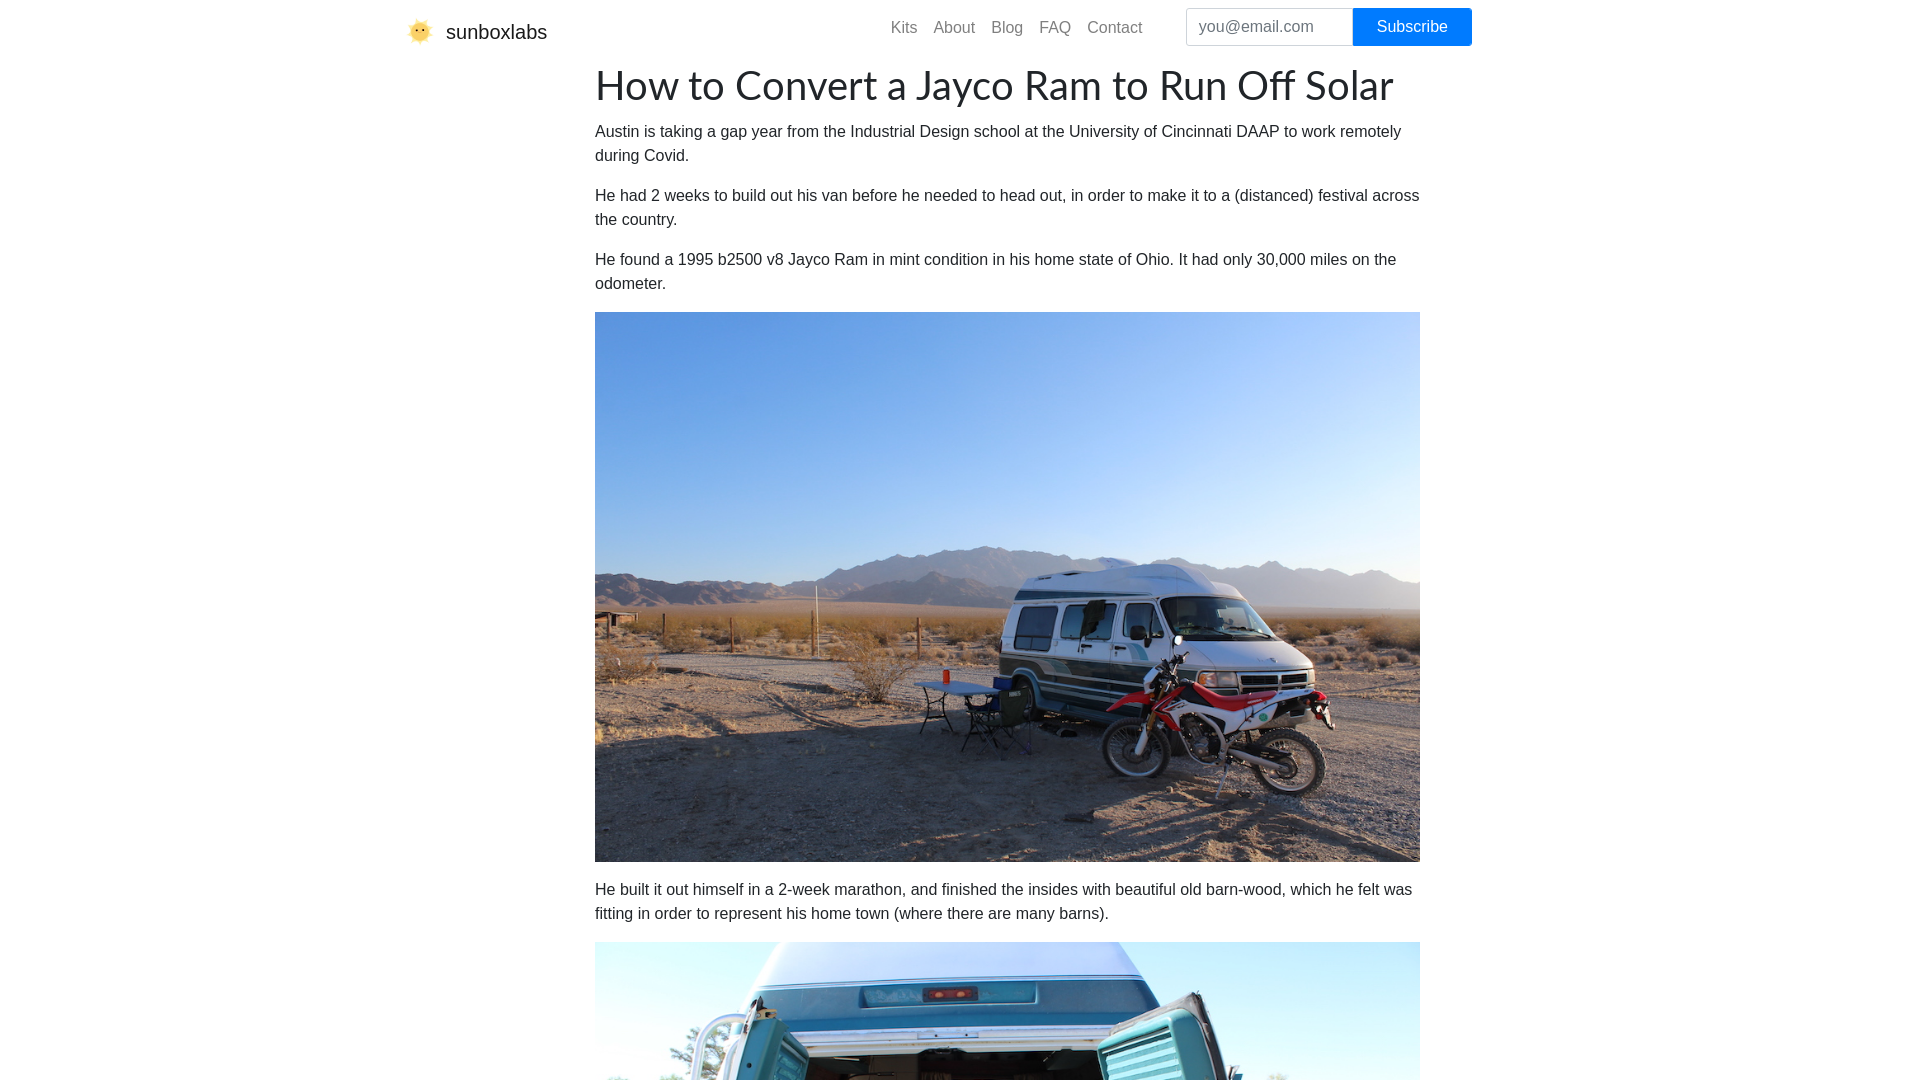 sunboxlabs
Kits About Blog FAQ Contact
you@email.com
Subscribe
How to Convert a Jayco Ram to Run Off Solar
Austin is taking a gap year from the Industrial Design school at the University of Cincinnati DAAP to work remotely
during Covid.
He had 2 weeks to build out his van before he needed to head out, in order to make it to a (distanced) festival across
the country.
He found a 1995 b2500 v8 Jayco Ram in mint condition in his home state of Ohio. It had only 30,000 miles on the
odometer.
He built it out himself in a 2-week marathon, and finished the insides with beautiful old barn-wood, which he felt was
fitting in order to represent his home town (where there are many barns).